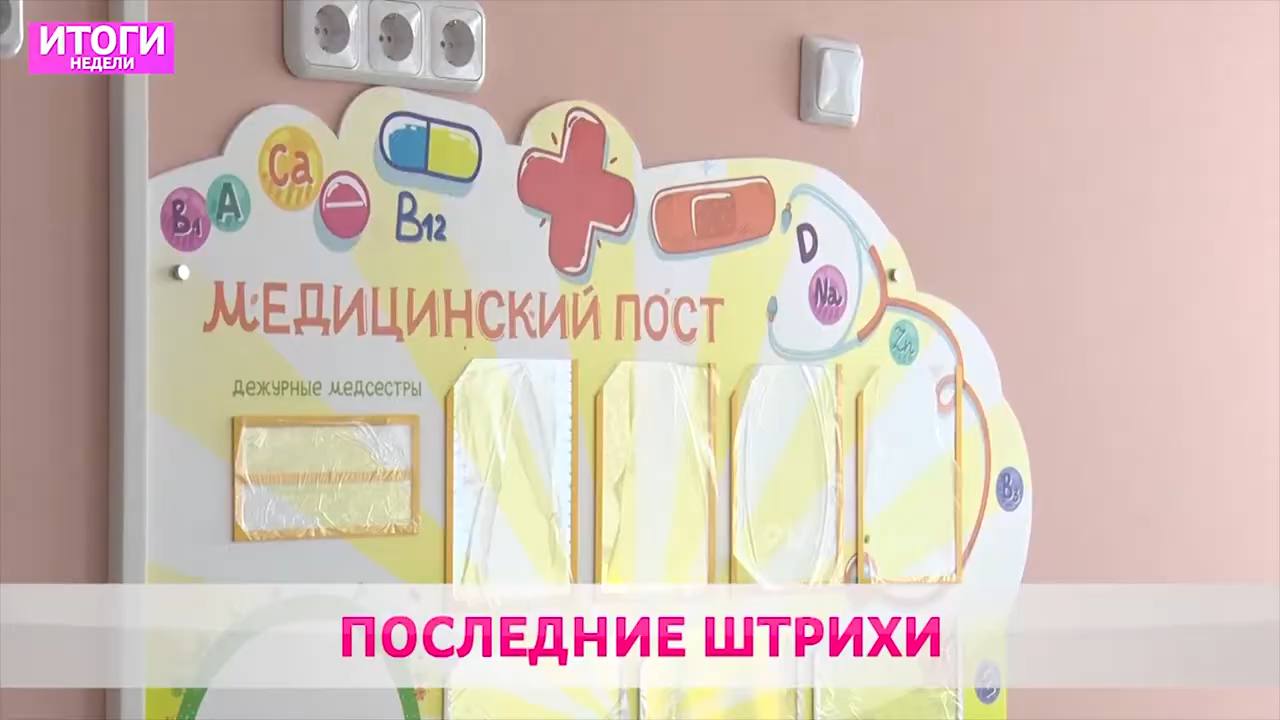 ИТОГИ
НЕДЕЛИ
B1
A
Ca
B12
D
Na
Zn
B3
МЕДИЦИНСКИЙ ПОСТ
дежурные медсестры
ПОСЛЕДНИЕ ШТРИХИ